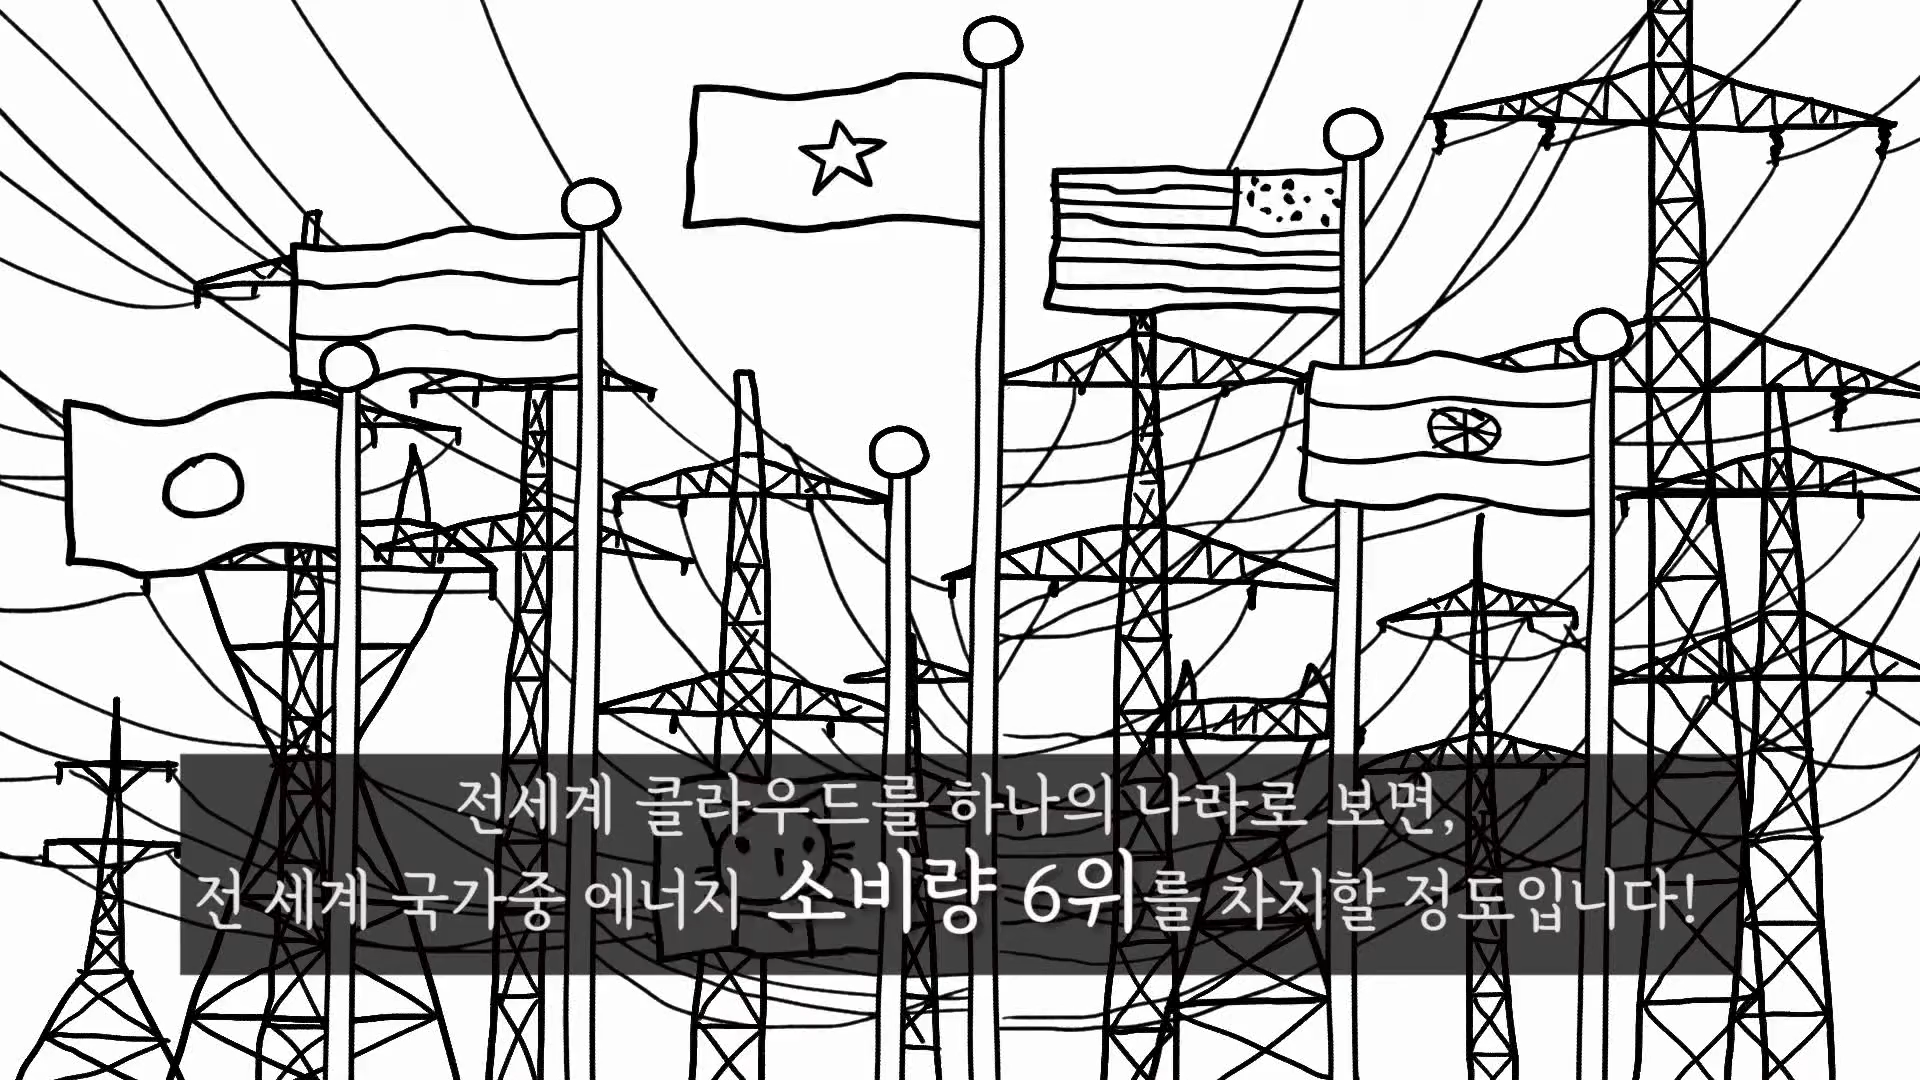 전세계 클라우드를 하나의 나라로 보면,
전 세계 국가중 에너지 소비량 6위를 차지할 정도입니다!